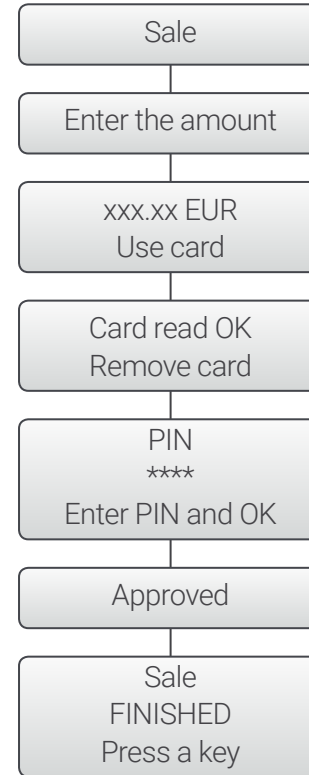 Sale
Enter the amount
xxx.xx EUR
Use card
Card read OK
Remove card
PIN
****
Enter PIN and OK
Approved
Sale
FINISHED
Press a key